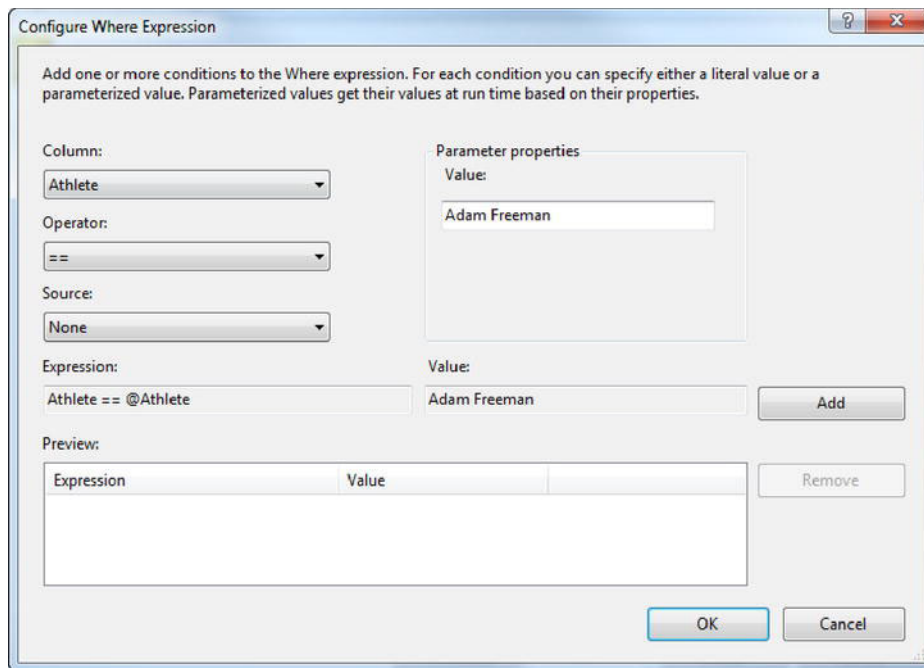 Configure Where Expression
Add one or more conditions to the Where expression. For each condition you can specify either a literal value or a
parameterized value. Parameterized values get their values at run time based on their properties.
Column:
Athlete
Operator:
==
Source:
None
Parameter properties
Value:
Adam Freeman
Expression:
Athlete == @Athlete
Value:
Adam Freeman
Add
Preview:
Expression Value
Remove
OK Cancel